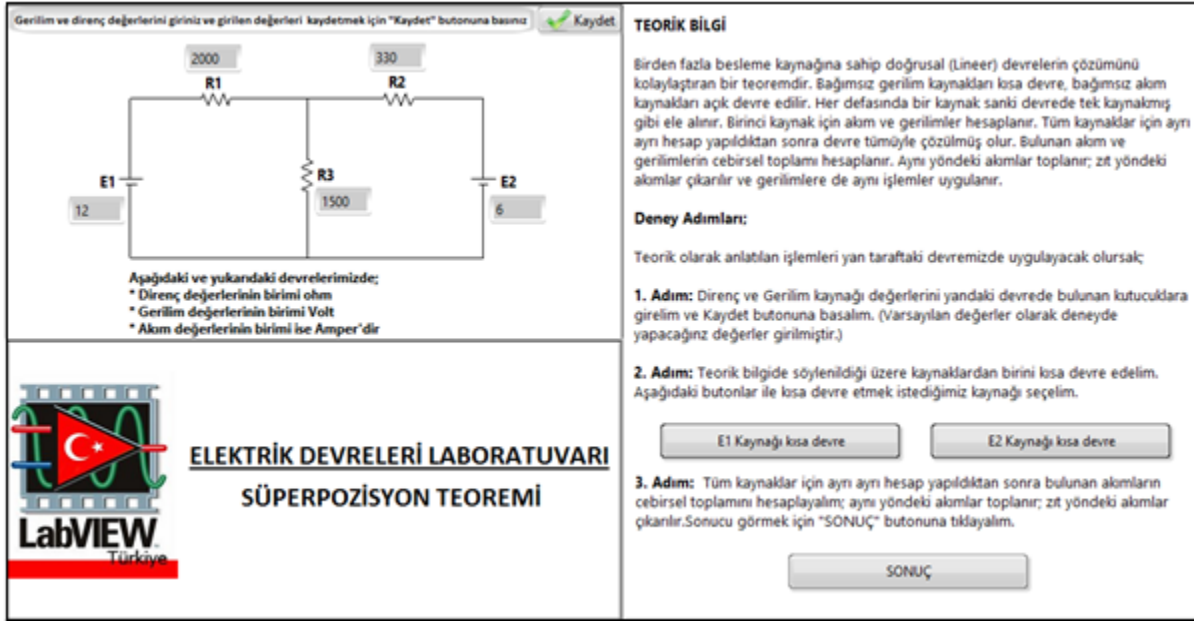 Gerilim ve direnç değerlerini giriniz ve girilen değerleri kaydetmek için "Kaydet" butonuna basınız
Kaydet
2000
R1
330
R2
E1
12
R3
1500
E2
6
Aşağıdaki ve yukarıdaki devrelerimizde;
* Direnç değerlerinin birimi ohm
* Gerilim değerlerinin birimi Volt
* Akım değerlerinin birimi ise Amper'dir
LabVIEW
Türkiye
ELEKTRİK DEVRELERİ LABORATUVARI
SÜPERPOZİSYON TEOREMİ
TEORİK BİLGİ
Birden fazla besleme kaynağına sahip doğrusal (Lineer) devrelerin çözümünü
kolaylaştıran bir teoremdir. Bağımsız gerilim kaynakları kısa devre, bağımsız akım
kaynakları açık devre edilir. Her defasında bir kaynak sanki devrede tek kaynakmış
gibi ele alınır. Birinci kaynak için akım ve gerilimler hesaplanır. Tüm kaynaklar için ayrı
ayrı hesap yapıldıktan sonra devre tümüyle çözülmüş olur. Bulunan akım ve
gerilimlerin cebirsel toplamı hesaplanır. Aynı yöndeki akımlar toplanır; zıt yöndeki
akımlar çıkarılır ve gerilimlere de aynı işlemler uygulanır.
Deney Adımları;
Teorik olarak anlatılan işlemleri yan taraftaki devremizde uygulayacak olursak;
1. Adım: Direnç ve Gerilim kaynağı değerlerini yandaki devrede bulunan kutucuklara
girelim ve Kaydet butonuna basalım. (Varsayılan değerler olarak deneyde
yapacağınz değerler girilmiştir.)
2. Adım: Teorik bilgide söylenildiği üzere kaynaklardan birini kısa devre edelim.
Aşağıdaki butonlar ile kısa devre etmek istediğimiz kaynağı seçelim.
E1 Kaynağı kısa devre
E2 Kaynağı kısa devre
3. Adım: Tüm kaynaklar için ayrı ayrı hesap yapıldıktan sonra bulunan akımların
cebirsel toplamını hesaplayalım; aynı yöndeki akımlar toplanır; zıt yöndeki akımlar
çıkarılır.Sonucu görmek için "SONUÇ" butonuna tıklayalım.
SONUÇ